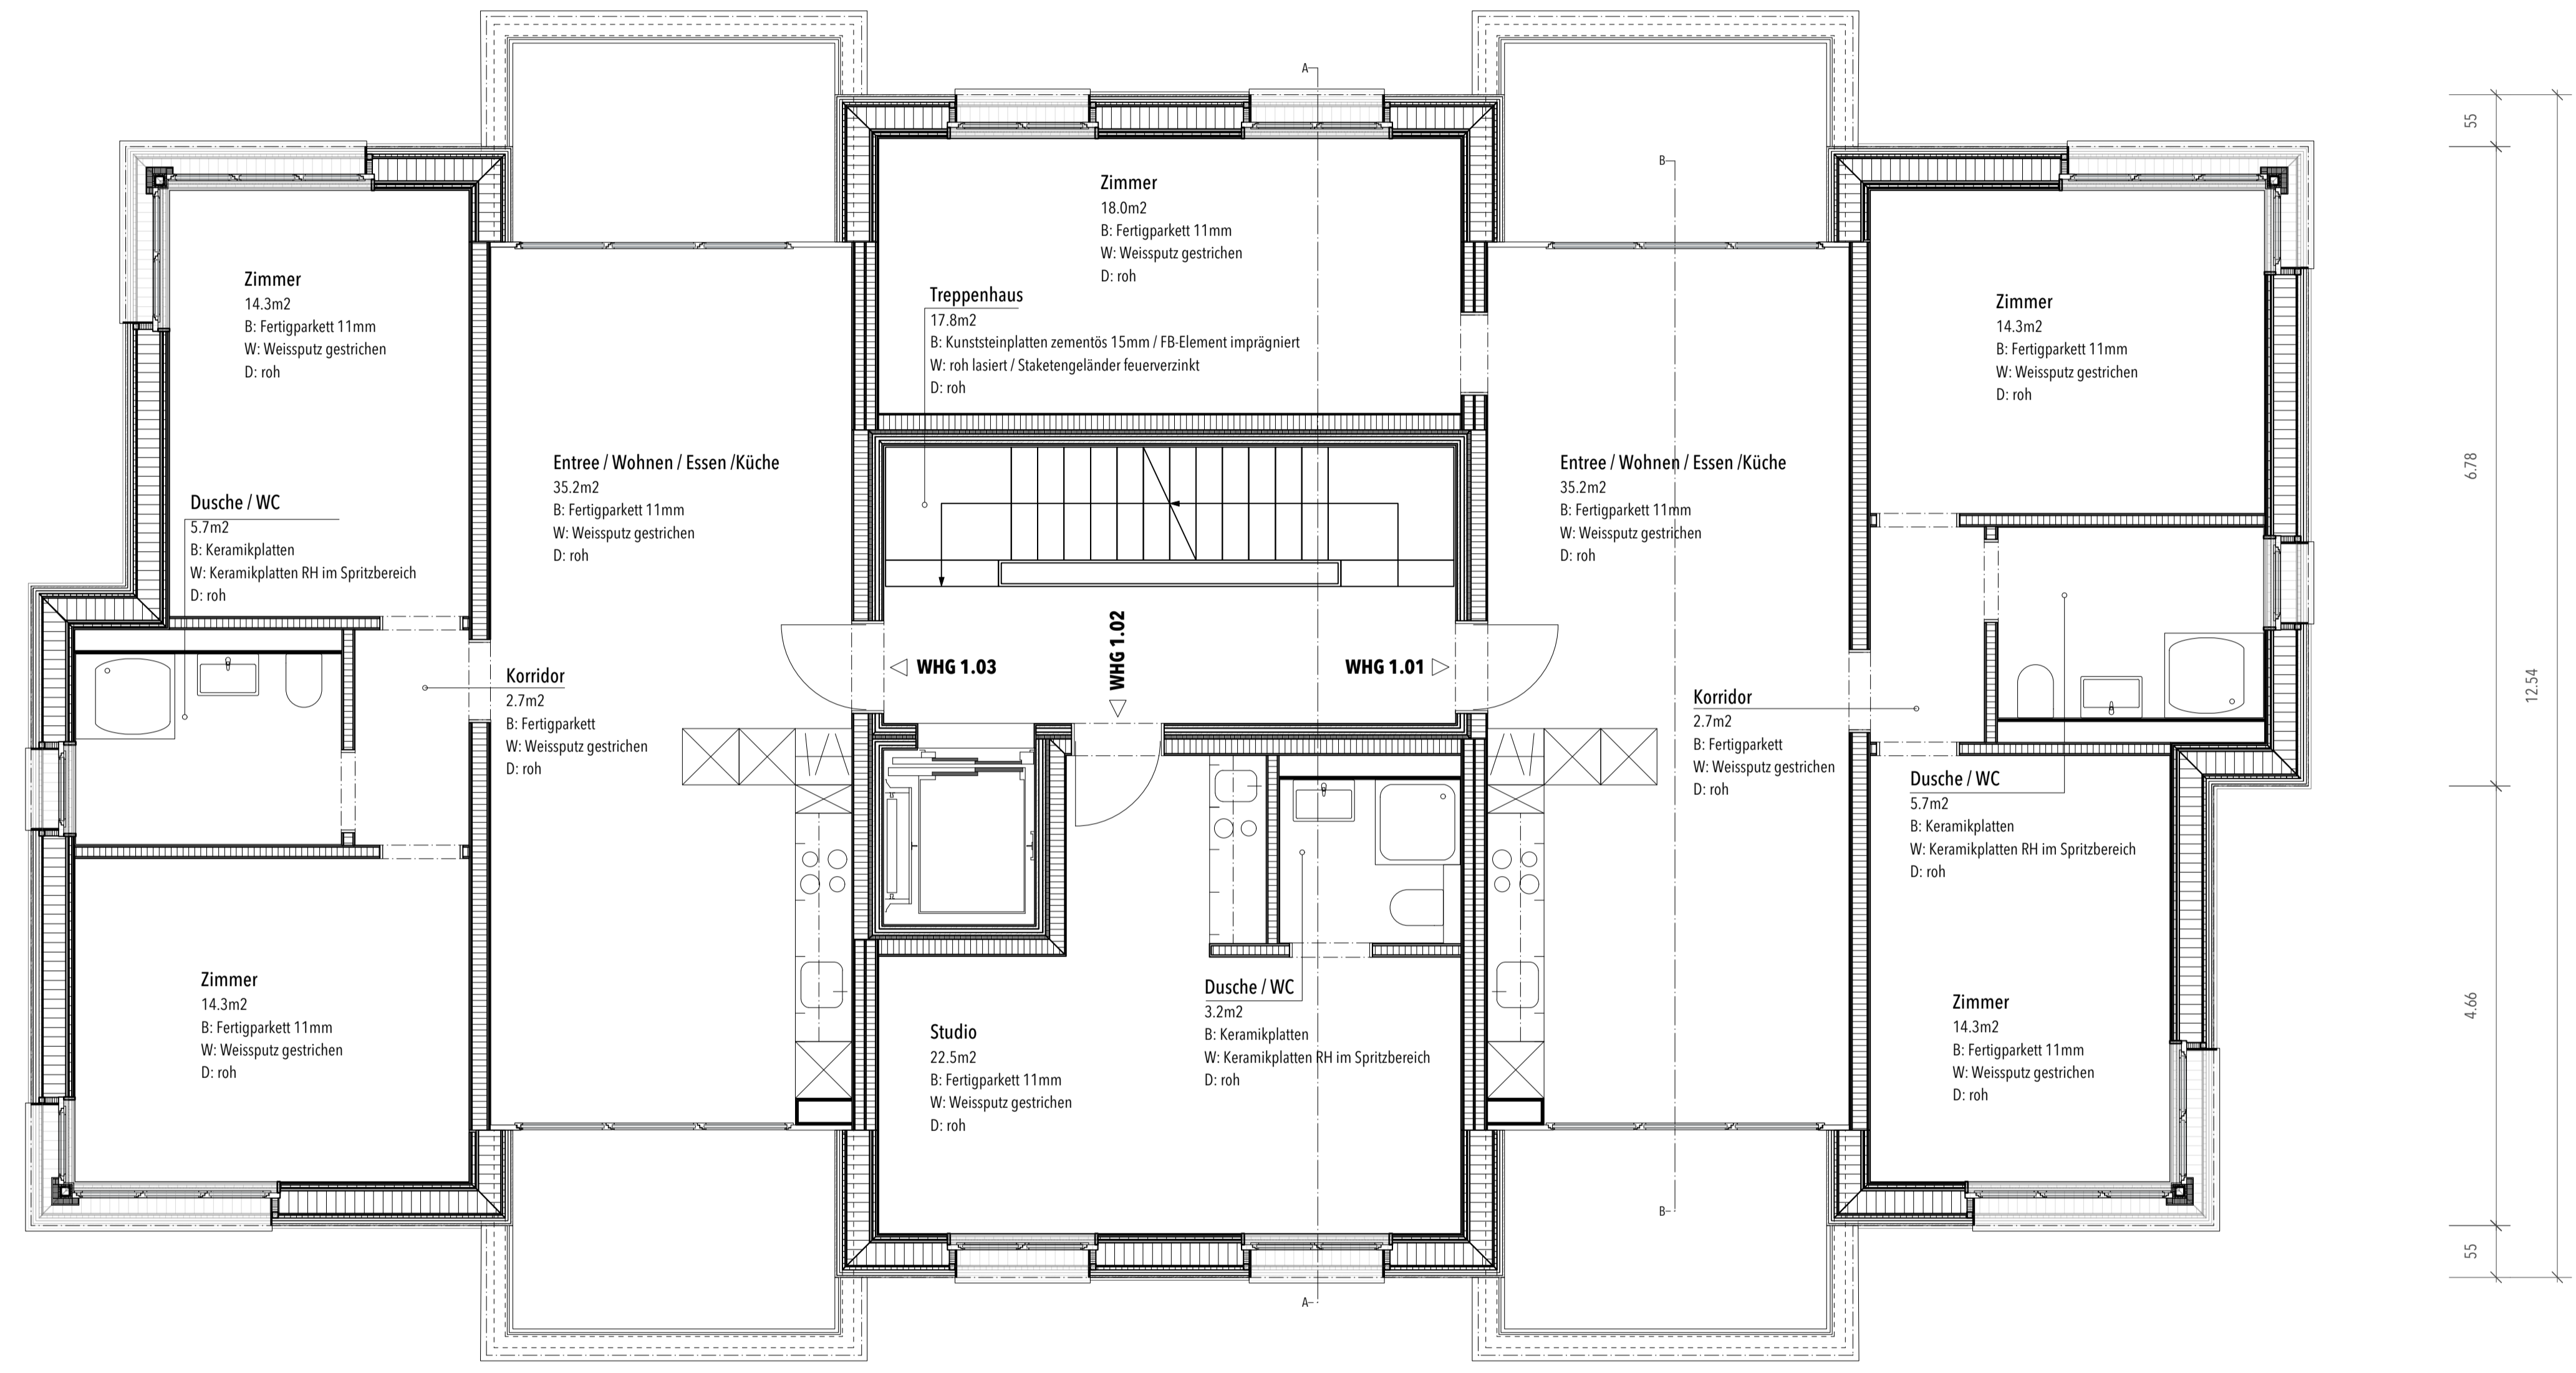 A
55
B
Zimmer
18.0m2
B: Fertigparkett 11mm
W: Weissputz gestrichen
D: roh
Zimmer
14.3m2
B: Fertigparkett 11mm
W: Weissputz gestrichen
D: roh
Treppenhaus
17.8m2
B: Kunststeinplatten zementös 15mm / FB-Element imprägniert
W: roh lasiert / Staketengeländer feuerverzinkt
D: roh
Zimmer
14.3m2
B: Fertigparkett 11mm
W: Weissputz gestrichen
D: roh
Entree / Wohnen / Essen /Küche
35.2m2
B: Fertigparkett 11mm
W: Weissputz gestrichen
D: roh
Entree / Wohnen / Essen /Küche
35.2m2
B: Fertigparkett 11mm
W: Weissputz gestrichen
D: roh
6.78
Dusche / WC
5.7m2
B: Keramikplatten
W: Keramikplatten RH im Spritzbereich
D: roh
WHG 1.03
WHG 1.02
WHG 1.01
12.54
Korridor
2.7m2
B: Fertigparkett
W: Weissputz gestrichen
D: roh
Korridor
2.7m2
B: Fertigparkett
W: Weissputz gestrichen
D: roh
Dusche / WC
5.7m2
B: Keramikplatten
W: Keramikplatten RH im Spritzbereich
D: roh
Zimmer
14.3m2
B: Fertigparkett 11mm
W: Weissputz gestrichen
D: roh
Studio
22.5m2
B: Fertigparkett 11mm
W: Weissputz gestrichen
D: roh
Dusche / WC
3.2m2
B: Keramikplatten
W: Keramikplatten RH im Spritzbereich
D: roh
Zimmer
14.3m2
B: Fertigparkett 11mm
W: Weissputz gestrichen
D: roh
4.66
B
55
A